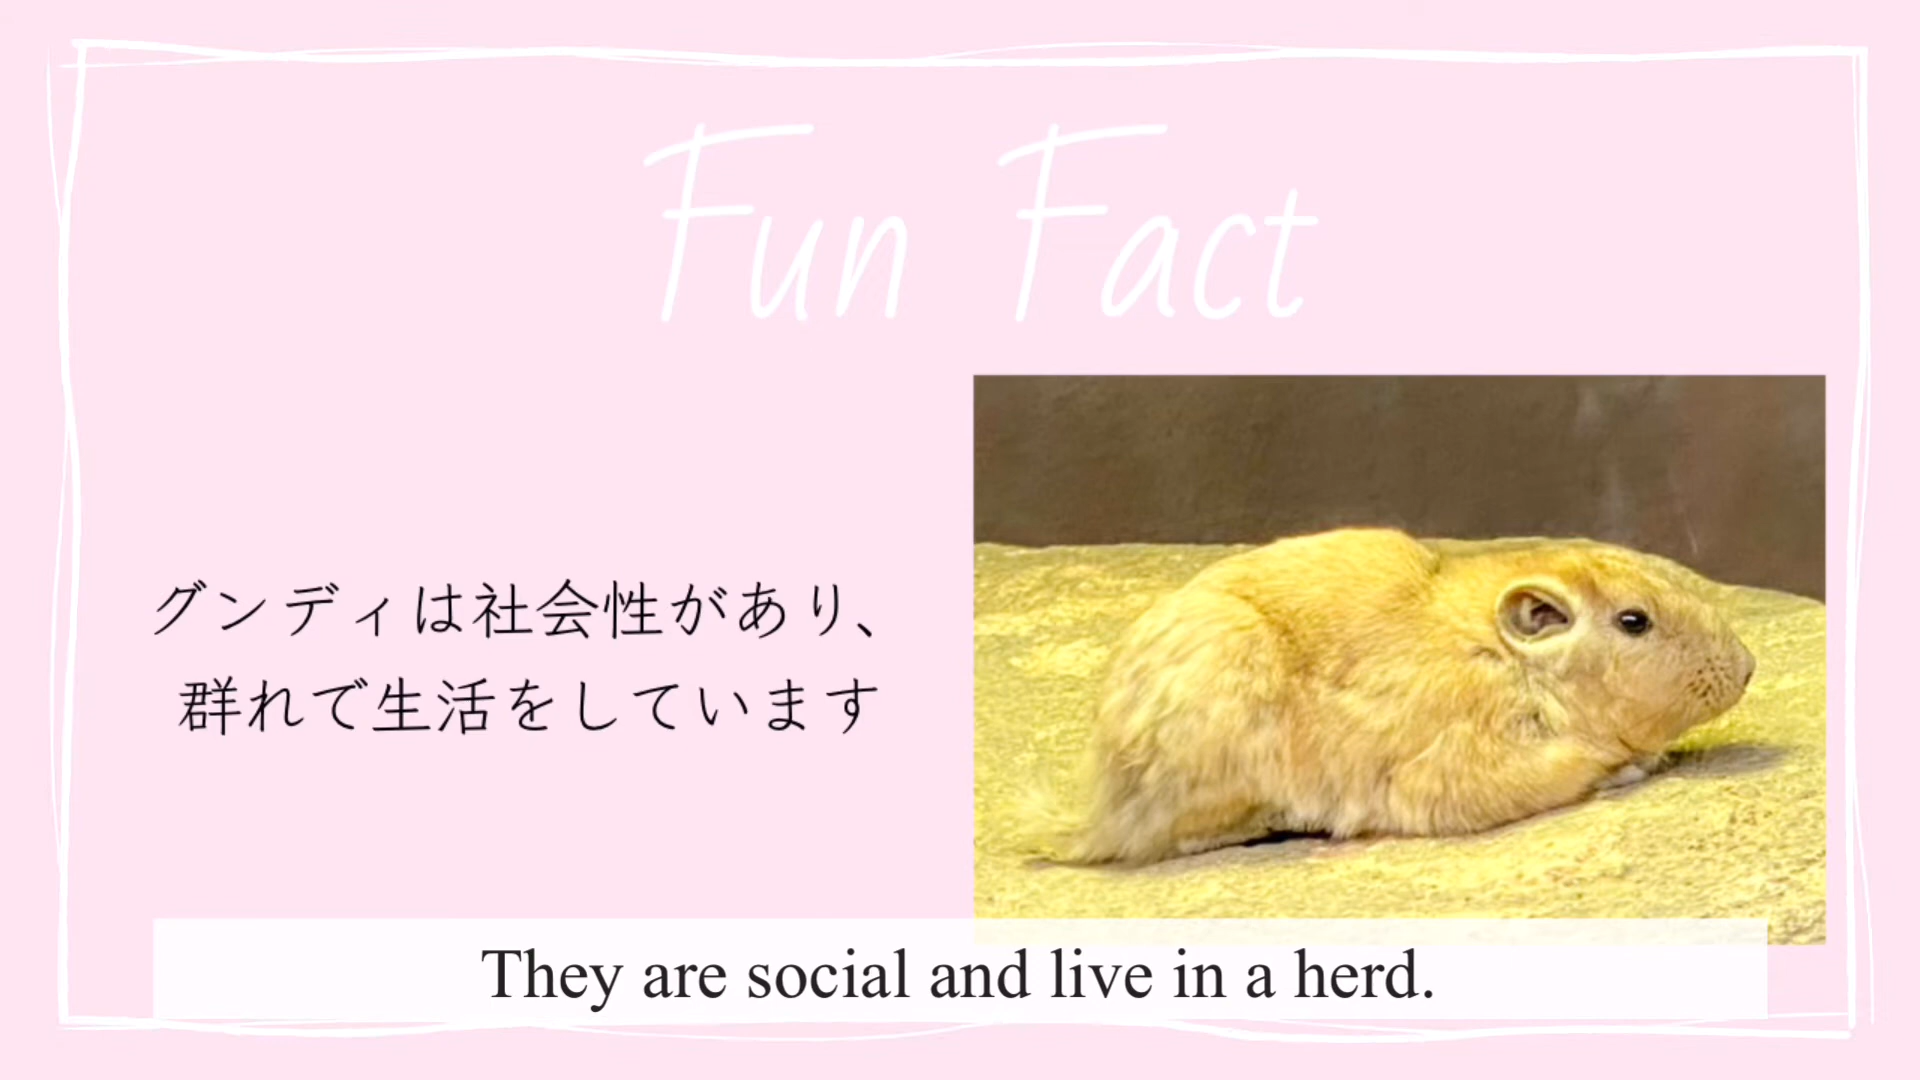 Fun Fact
グンディは社会性があり、
群れで生活をしています
They are social and live in a herd.